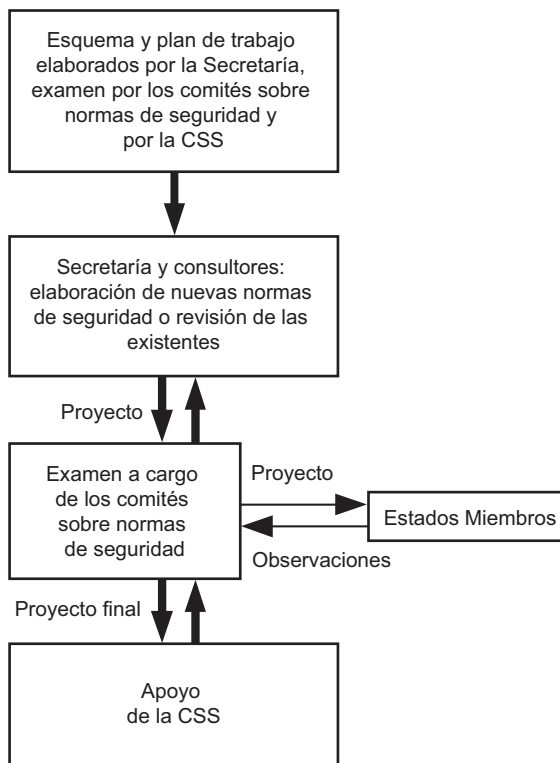 Esquema y plan de trabajo
elaborados por la Secretaría,
examen por los comités sobre
normas de seguridad y
por la CSS
Secretaría y consultores:
elaboración de nuevas normas
de seguridad o revisión de las
existentes
Proyecto
Examen a cargo
de los comités
sobre normas
de seguridad
Proyecto
Estados Miembros
Observaciones
Proyecto final
Apoyo
de la CSS